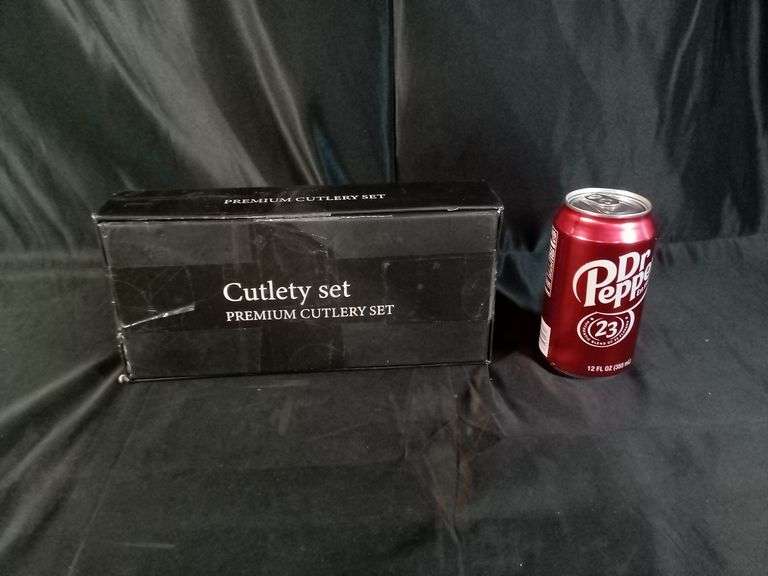 PREMIUM CUTLERY SET
Cutlety set
PREMIUM CUTLERY SET
Dr
Pepper
23
12 FL OZ (355 mL)